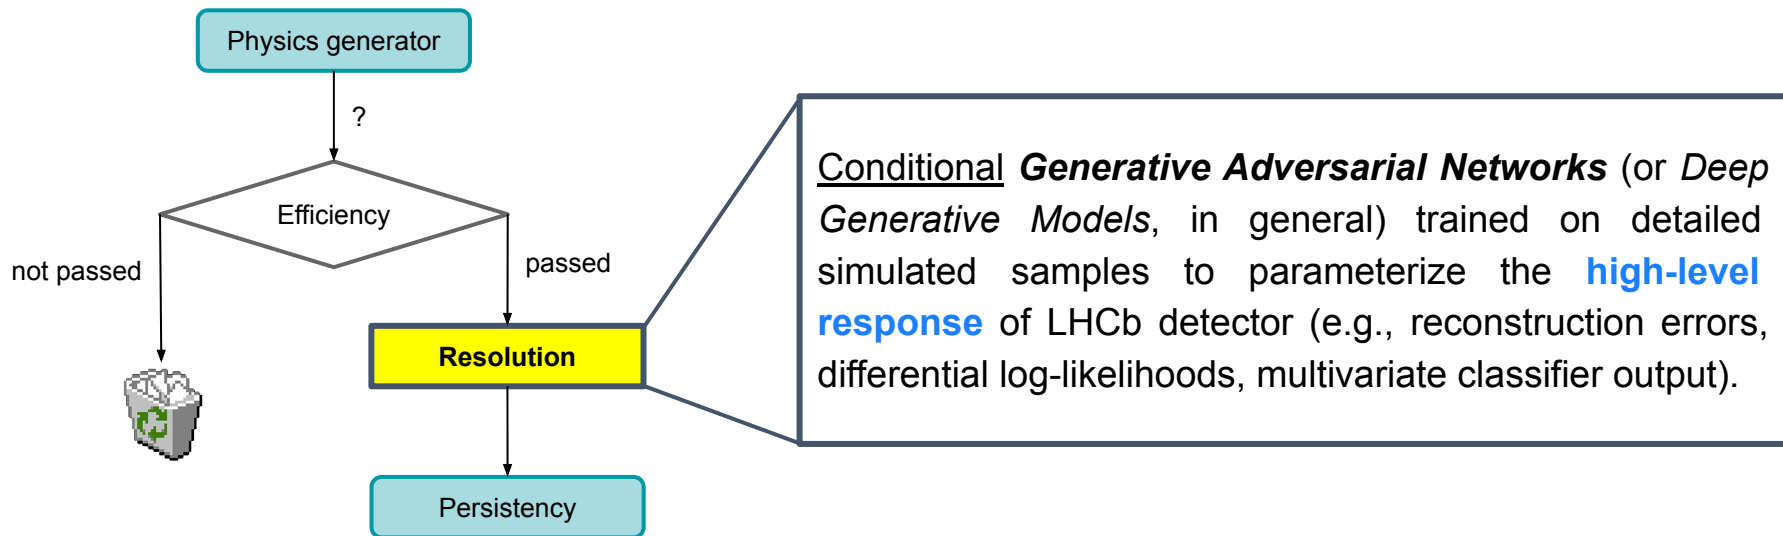 Physics generator
?
Efficiency
not passed
passed
Resolution
Persistency
Conditional Generative Adversarial Networks (or Deep
Generative Models, in general) trained on detailed
simulated samples to parameterize the high-level
response of LHCb detector (e.g., reconstruction errors,
differential log-likelihoods, multivariate classifier output).